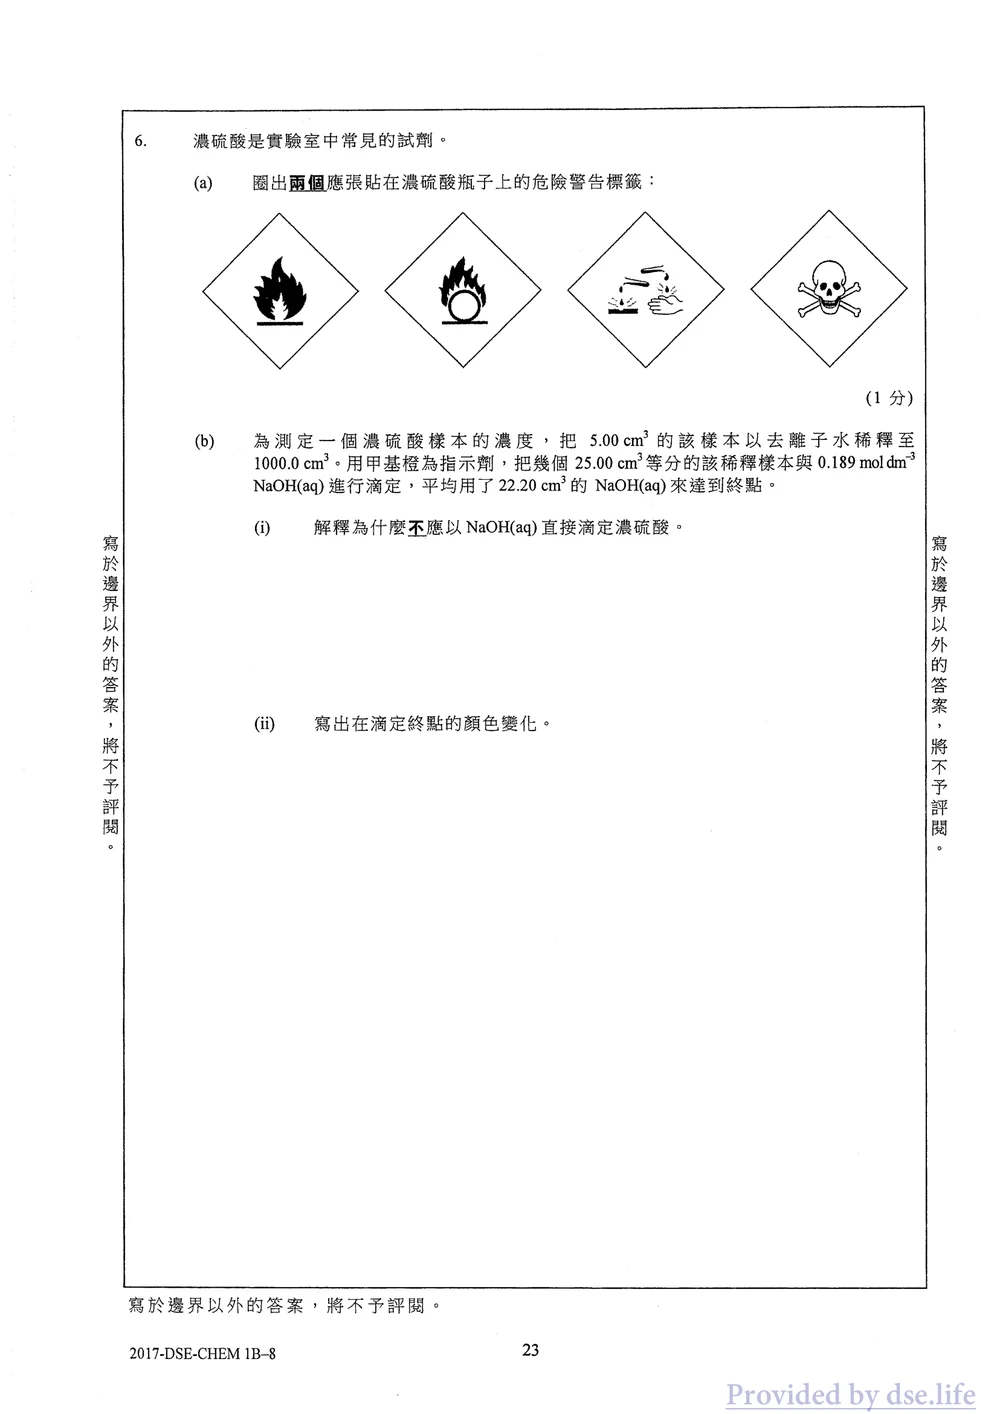 6. 濃硫酸是實驗室中常見的試劑。
(a) 圈出兩個應張貼在濃硫酸瓶子上的危險警告標籤：
(1 分)
(b) 為測定一個濃硫酸樣本的濃度，把 5.00 cm³ 的該樣本以去離子水稀釋至
1000.0 cm³。用甲基橙為指示劑，把幾個 25.00 cm³ 等分的該稀釋樣本與 0.189 mol dm⁻³
NaOH(aq) 進行滴定，平均用了 22.20 cm³ 的 NaOH(aq) 來達到終點。
(i) 解釋為什麼不應以 NaOH(aq) 直接滴定濃硫酸。
(ii) 寫出在滴定終點的顏色變化。
寫於邊界以外的答案，將不予評閱。
寫於邊界以外的答案，將不予評閱。
寫於邊界以外的答案，將不予評閱。
2017-DSE-CHEM 1B–8
23
Provided by dse.life